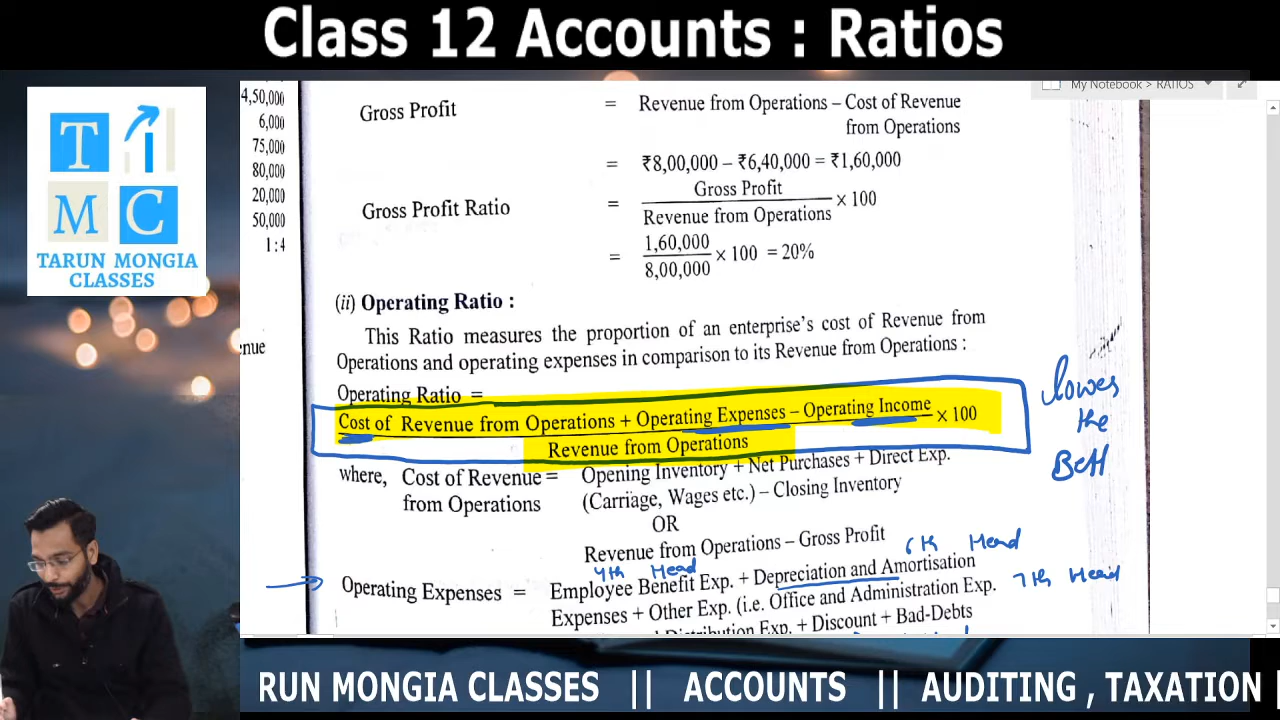 Class 12 Accounts : Ratios
T
M C
TARUN MONGIA
CLASSES
My Notebook > RATIOS
4,50,000
6,000
75,000
80,000
20,000
50,000
1:4
enue
Gross Profit = Revenue from Operations – Cost of Revenue
from Operations
= ₹8,00,000 – ₹6,40,000 = ₹1,60,000
Gross Profit Ratio = Gross Profit
Revenue from Operations × 100
= 1,60,000
8,00,000 × 100 = 20%
(ii) Operating Ratio :
This Ratio measures the proportion of an enterprise's cost of Revenue from
Operations and operating expenses in comparison to its Revenue from Operations :
Operating Ratio =
Cost of Revenue from Operations + Operating Expenses – Operating Income
Revenue from Operations × 100
lower
the
where, Cost of Revenue = Opening Inventory + Net Purchases + Direct Exp.
from Operations (Carriage, Wages etc.) – Closing Inventory
OR
Revenue from Operations – Gross Profit
4th Head 6th Head
Operating Expenses = Employee Benefit Exp. + Depreciation and Amortisation
7th Head
Expenses + Other Exp. (i.e. Office and Administration Exp.
Distribution Exp. + Discount + Bad-Debts
RUN MONGIA CLASSES || ACCOUNTS || AUDITING , TAXATION